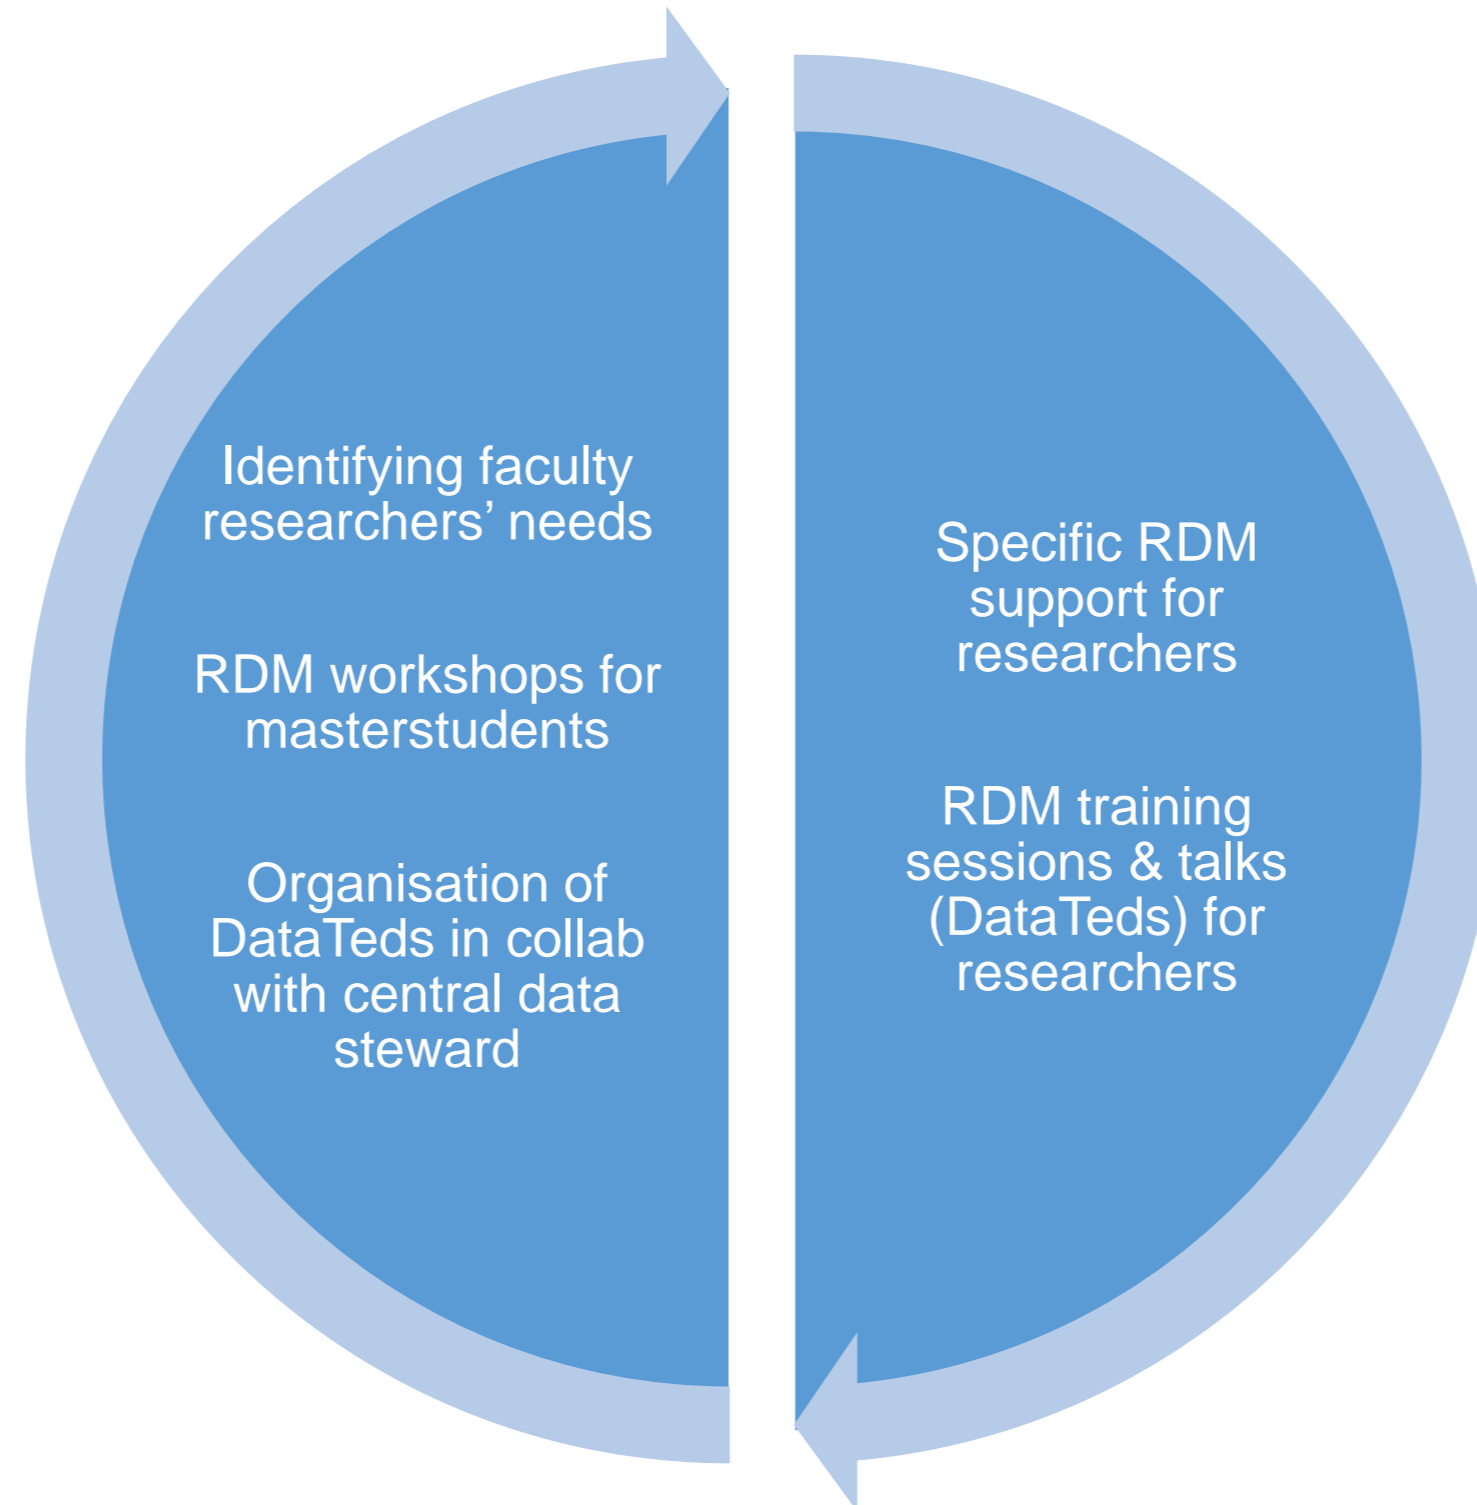 Identifying faculty
researchers’ needs
RDM workshops for
masterstudents
Organisation of
DataTeds in collab
with central data
steward
Specific RDM
support for
researchers
RDM training
sessions & talks
(DataTeds) for
researchers